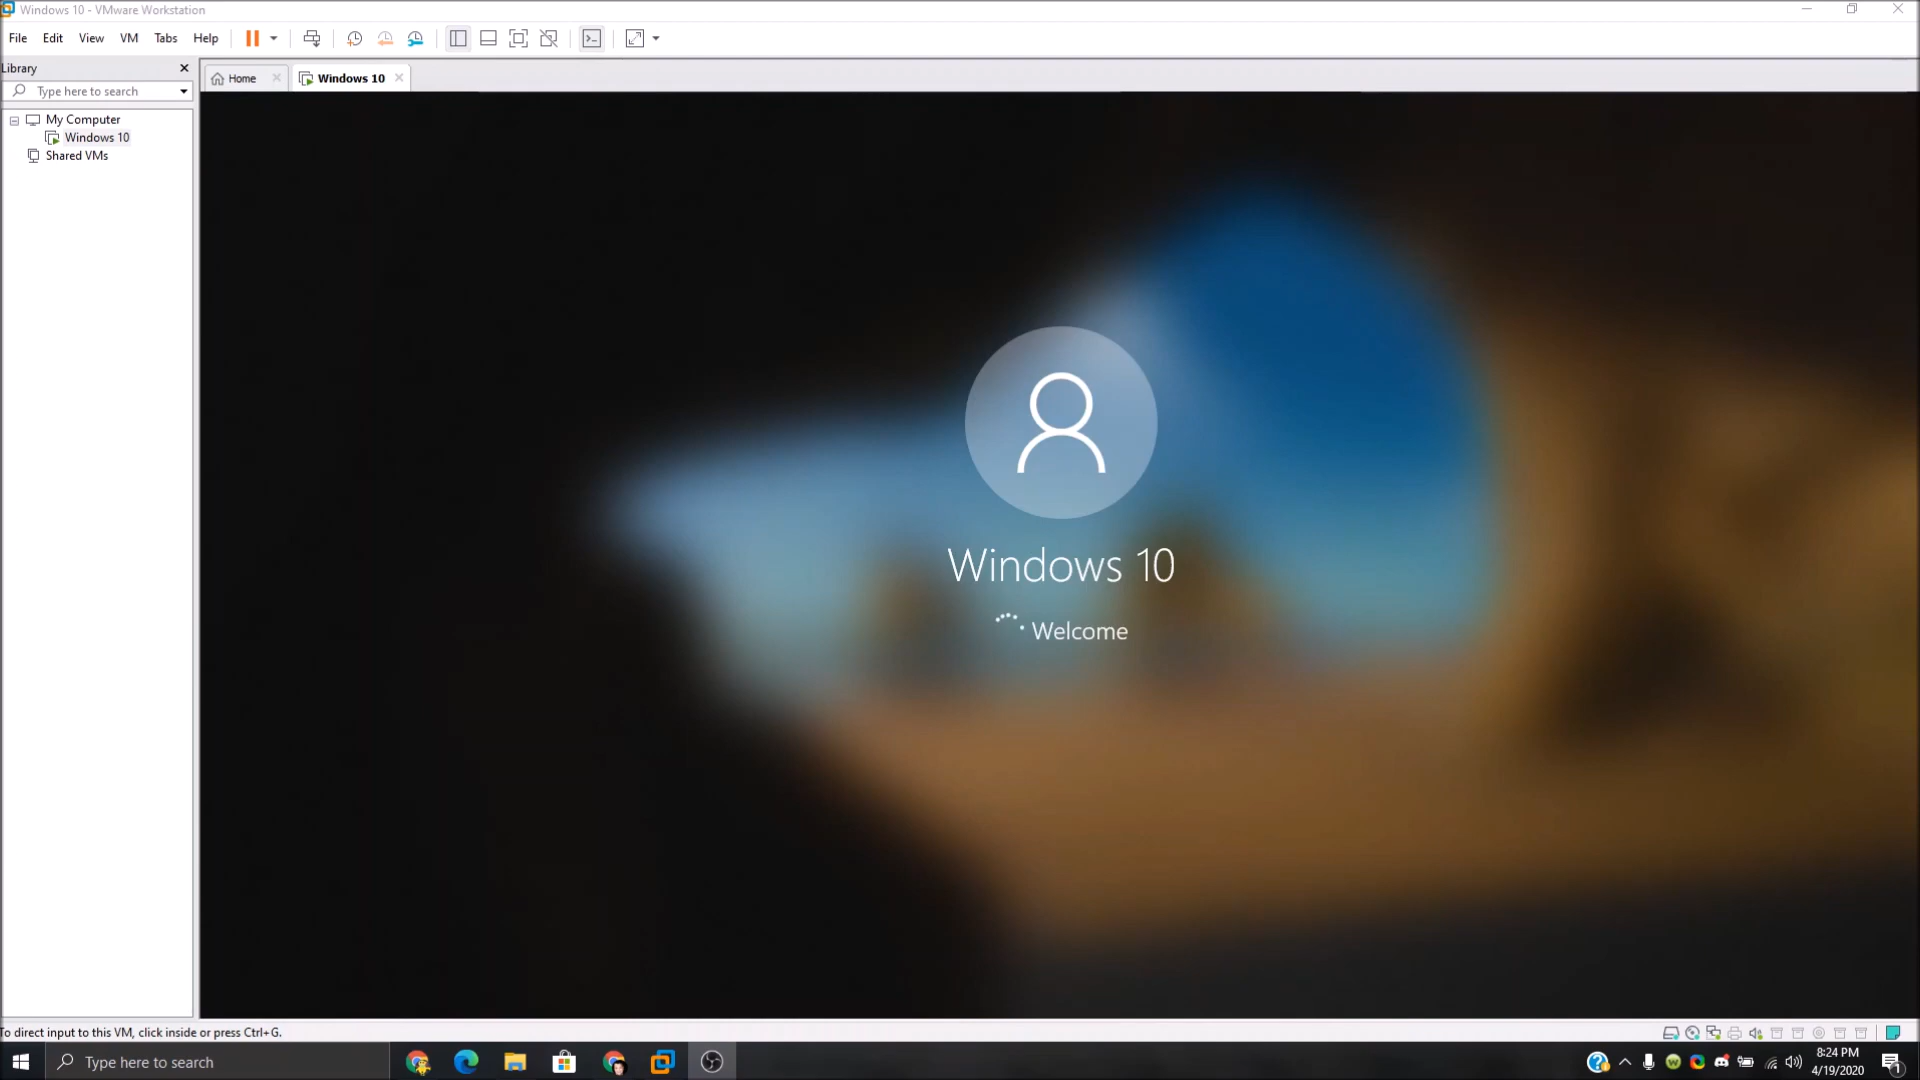 Windows 10 - VMware Workstation
File Edit View VM Tabs Help
Library
Type here to search
My Computer
Windows 10
Shared VMs
Home
Windows 10
Windows 10
Welcome
To direct input to this VM, click inside or press Ctrl+G.
Type here to search
8:24 PM
4/19/2020
1